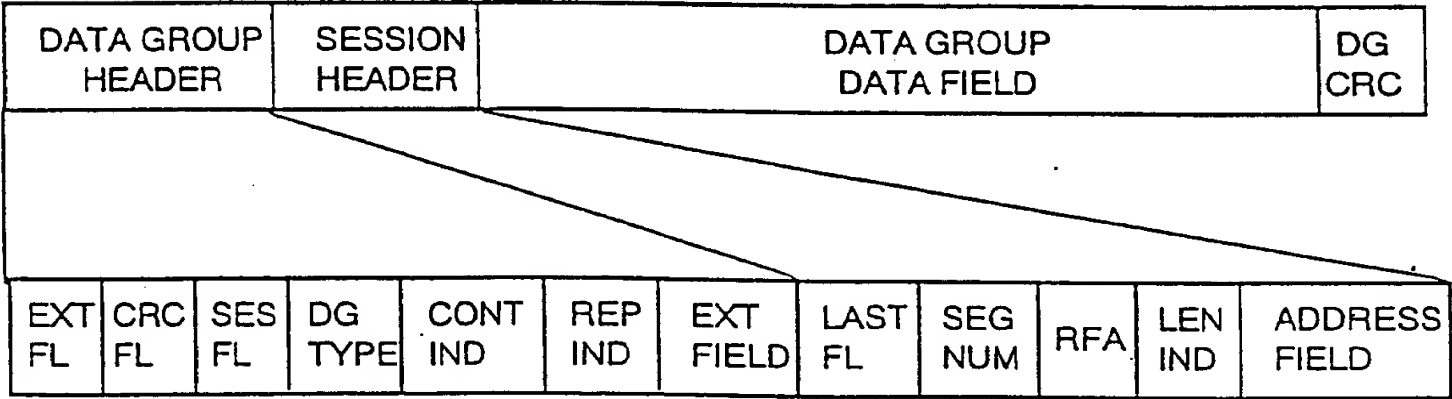 DATA GROUP HEADER
SESSION HEADER
DATA GROUP DATA FIELD
DG CRC
EXT FL
CRC FL
SES FL
DG TYPE
CONT IND
REP IND
EXT FIELD
LAST FL
SEG NUM
RFA
LEN IND
ADDRESS FIELD